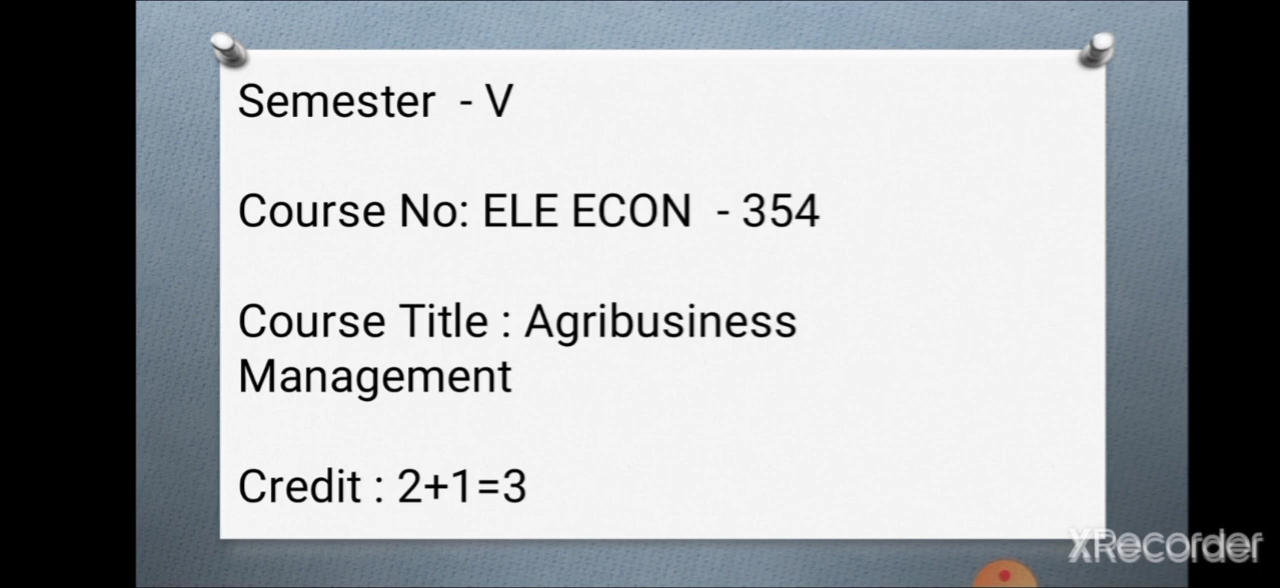 Semester - V
Course No: ELE ECON - 354
Course Title : Agribusiness
Management
Credit : 2+1=3
XRecorder